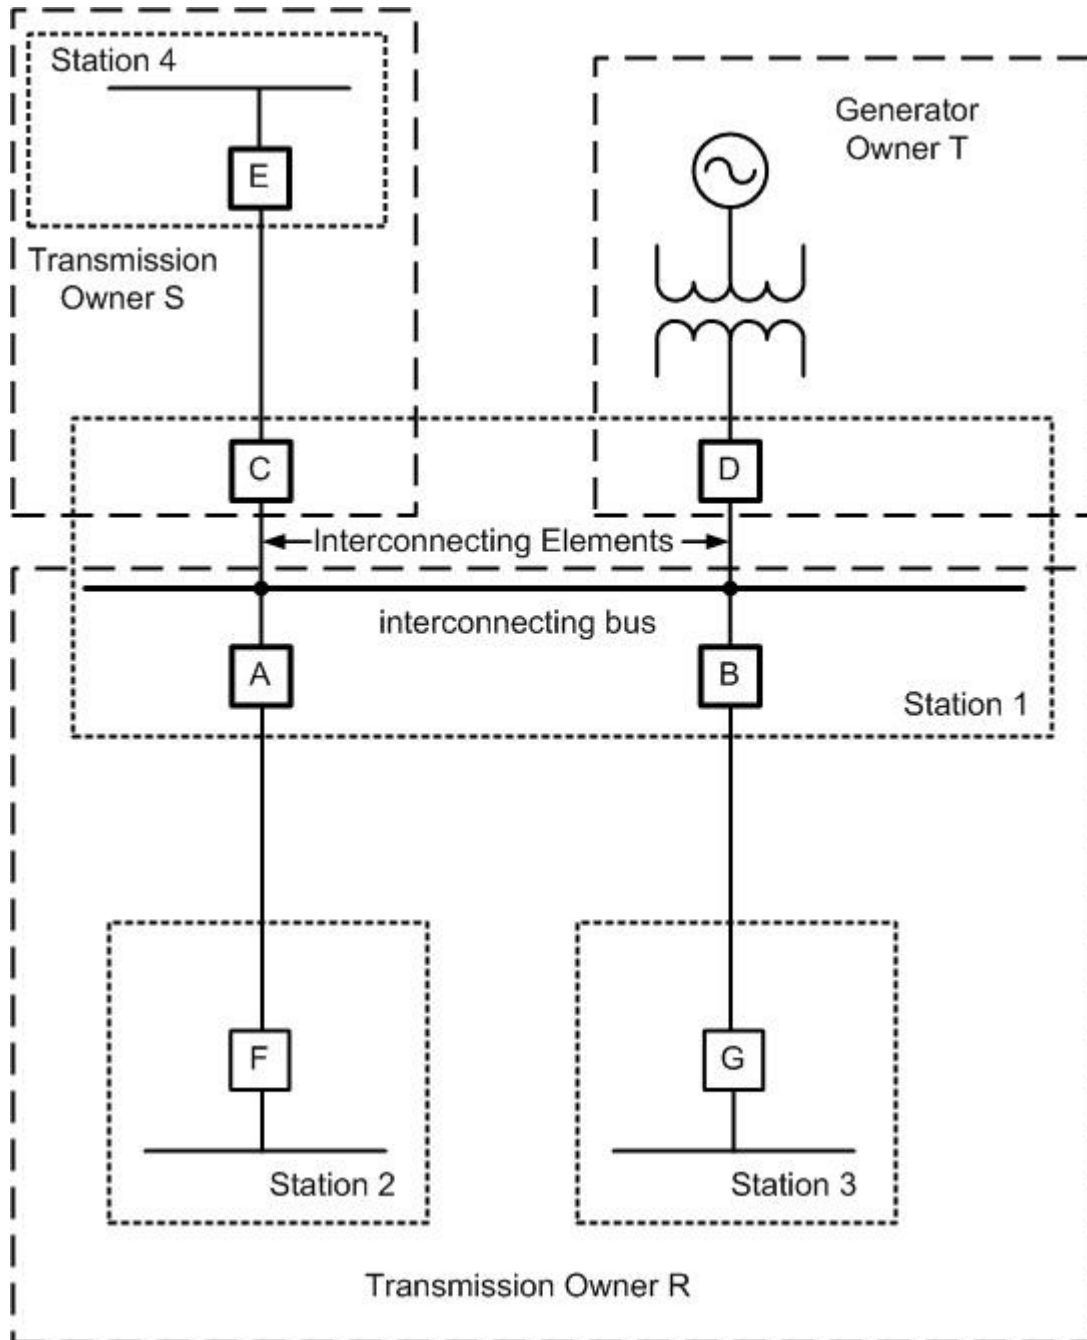 Station 4
E
Transmission
Owner S
Generator
Owner T
C
D
Interconnecting Elements
interconnecting bus
A
B
Station 1
F
G
Station 2
Station 3
Transmission Owner R